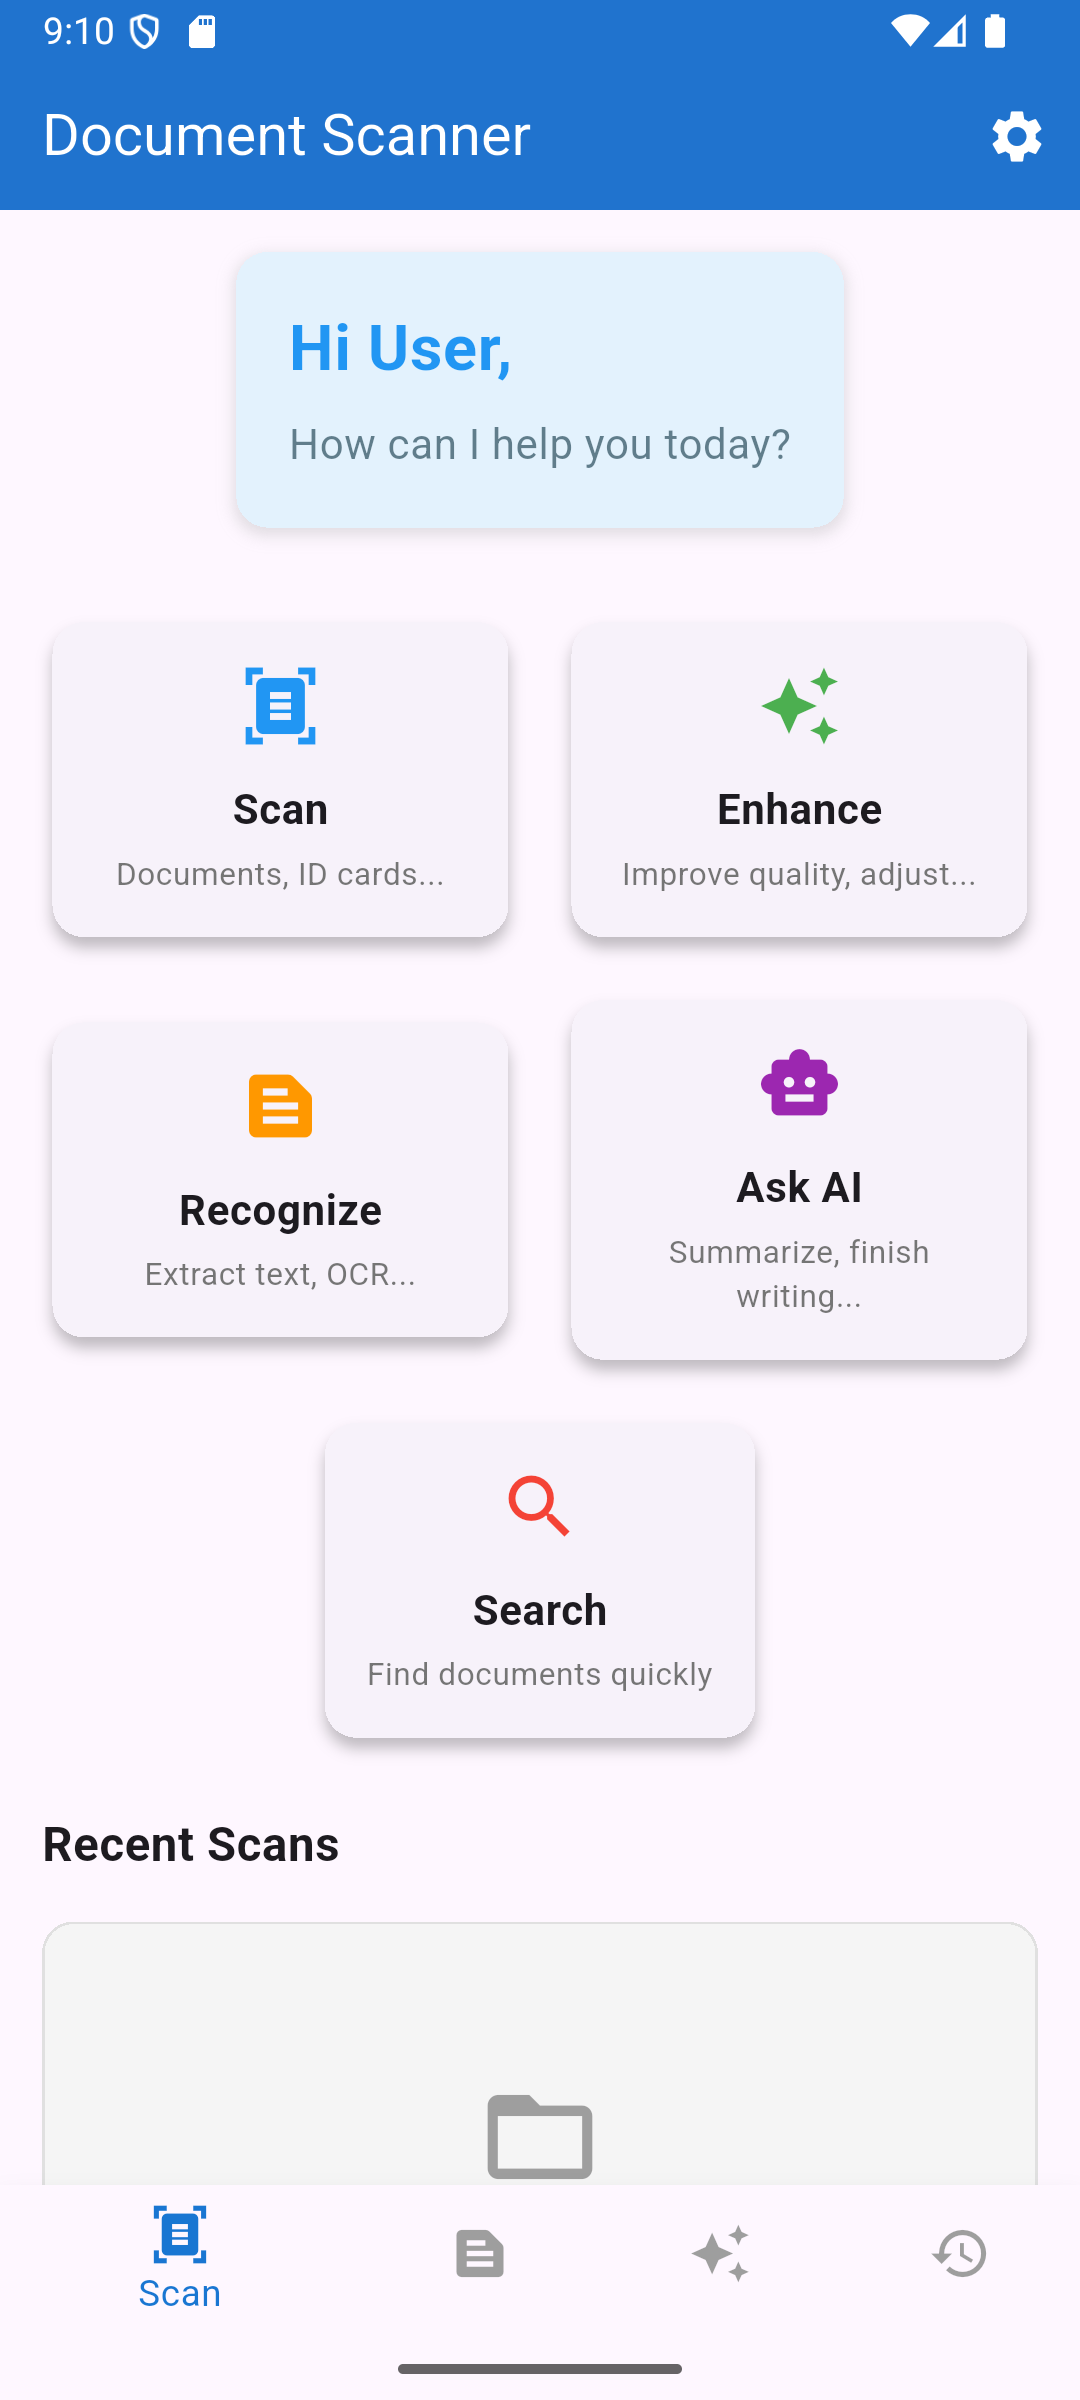 9:10
Document Scanner
Hi User,
How can I help you today?
Scan
Documents, ID cards...
Enhance
Improve quality, adjust...
Recognize
Extract text, OCR...
Ask AI
Summarize, finish
writing...
Search
Find documents quickly
Recent Scans
Scan